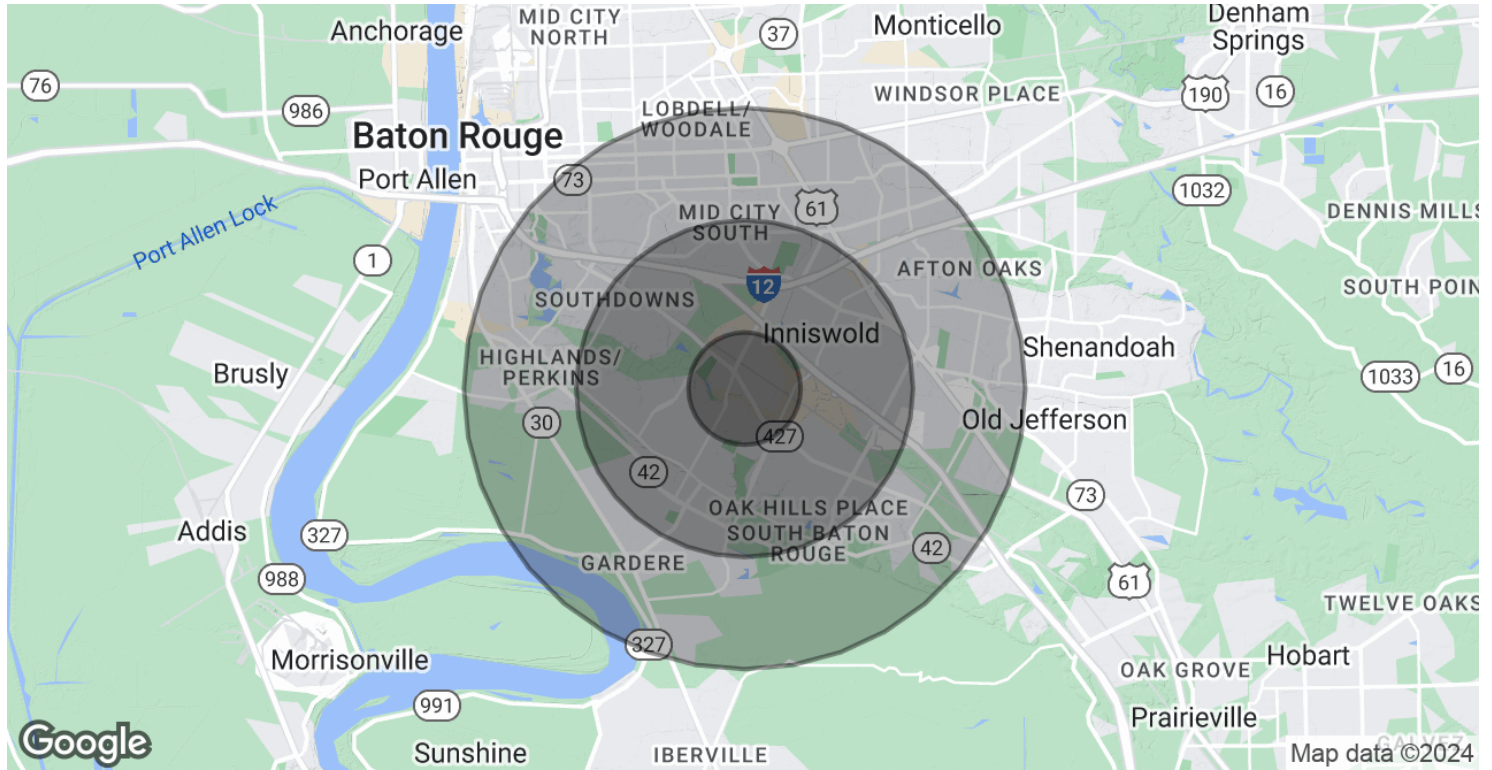 MID CITY
NORTH
Anchorage
37
Monticello
Denham
Springs
76
986
LOBDELL/
WOODALE
WINDSOR PLACE
190
16
Baton Rouge
Port Allen
73
1032
Port Allen Lock
MID CITY
SOUTH
61
DENNIS MILLS
1
AFTON OAKS
SOUTHDOWNS
12
SOUTH POIN
Inniswold
Shenandoah
HIGHLANDS/
PERKINS
Brusly
1033
16
30
427
Old Jefferson
42
73
OAK HILLS PLACE
SOUTH BATON
ROUGE
Addis
327
42
GARDERE
988
61
TWELVE OAKS
327
Morrisonville
OAK GROVE
Hobart
991
Prairieville
Google
Sunshine
IBERVILLE
GALVEZ
Map data ©2024